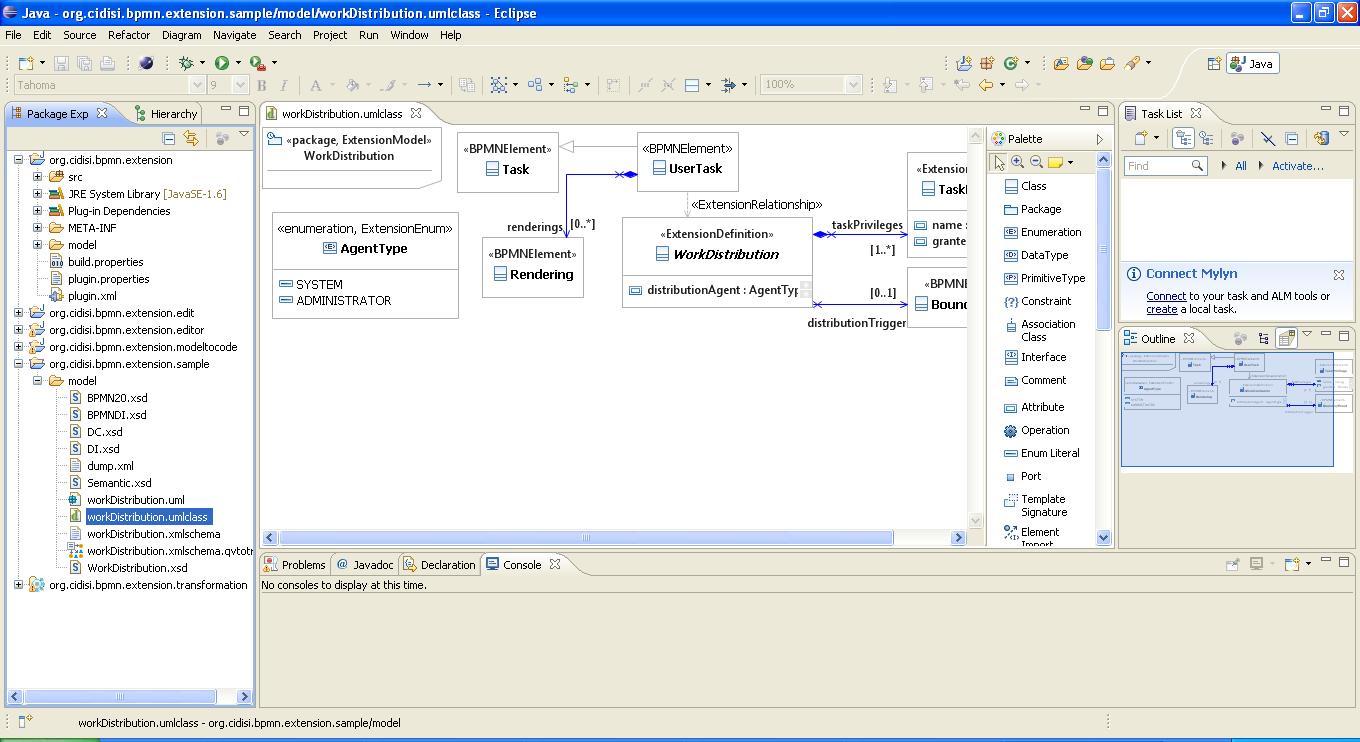 Java - org.cidisi.bpmn.extension.sample/model/workDistribution.umlclass - Eclipse
File Edit Source Refactor Diagram Navigate Search Project Run Window Help
Java
Tahoma 9 B I A 100%
Package Exp Hierarchy
org.cidisi.bpmn.extension
src
JRE System Library [JavaSE-1.6]
Plug-in Dependencies
META-INF
model
build.properties
plugin.properties
plugin.xml
org.cidisi.bpmn.extension.edit
org.cidisi.bpmn.extension.editor
org.cidisi.bpmn.extension.modeltocode
org.cidisi.bpmn.extension.sample
model
BPMN20.xsd
BPMNDI.xsd
DC.xsd
DI.xsd
dump.xml
Semantic.xsd
workDistribution.uml
workDistribution.umlclass
workDistribution.xmlschema
workDistribution.xmlschema.qvtotr
WorkDistribution.xsd
org.cidisi.bpmn.extension.transformation
workDistribution.umlclass
«package, ExtensionModel»
WorkDistribution
«BPMNElement»
Task
«BPMNElement»
UserTask
«Extension
TaskP
name :
grante
«ExtensionRelationship»
«enumeration, ExtensionEnum»
AgentType
SYSTEM
ADMINISTRATOR
renderings
[0..*]
«BPMNElement»
Rendering
«ExtensionDefinition»
WorkDistribution
distributionAgent : AgentTyp
taskPrivileges
[1..*]
[0..1]
distributionTrigger
«BPMN
Bound
Palette
Class
Package
Enumeration
DataType
PrimitiveType
Constraint
Association
Class
Interface
Comment
Attribute
Operation
Enum Literal
Port
Template
Signature
Element
Import
Task List
Find All Activate...
Connect Mylyn
Connect to your task and ALM tools or
create a local task.
Outline
Problems Javadoc Declaration Console
No consoles to display at this time.
workDistribution.umlclass - org.cidisi.bpmn.extension.sample/model